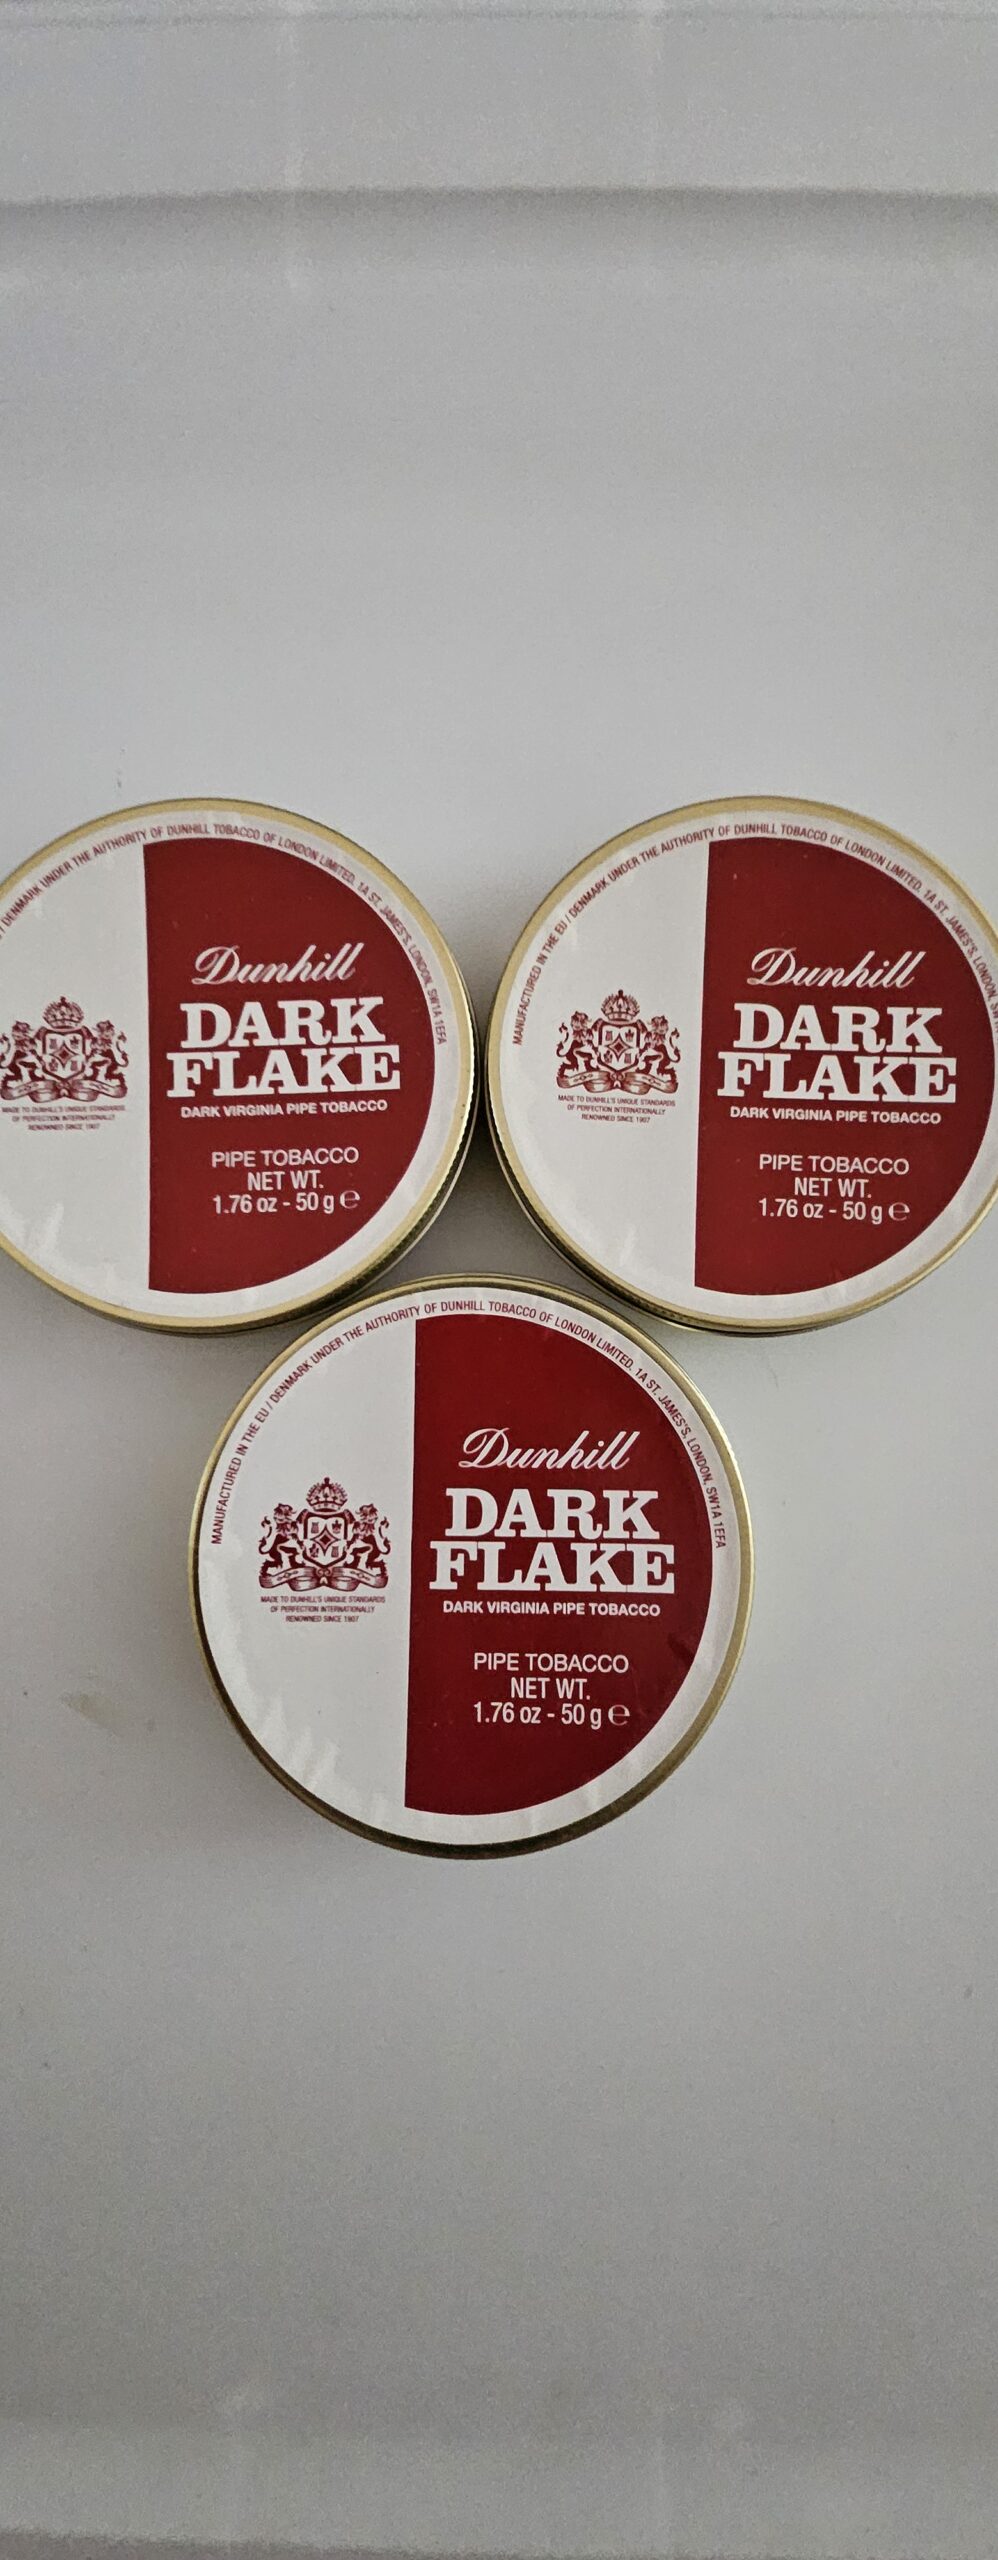 / DENMARK UNDER THE AUTHORITY OF DUNHILL TOBACCO OF LONDON LIMITED. 1A ST. JAMES'S, LONDON. SW1A 1EFA
Dunhill
DARK
FLAKE
DARK VIRGINIA PIPE TOBACCO
PIPE TOBACCO
NET WT.
1.76 oz - 50 g ℮
MADE TO DUNHILL'S UNIQUE STANDARDS
OF PERFECTION INTERNATIONALLY
RENOWNED SINCE 1907
MANUFACTURED IN THE EU / DENMARK UNDER THE AUTHORITY OF DUNHILL TOBACCO OF LONDON LIMITED. 1A ST. JAMES'S, LONDON.
Dunhill
DARK
FLAKE
DARK VIRGINIA PIPE TOBACCO
PIPE TOBACCO
NET WT.
1.76 oz - 50 g ℮
MADE TO DUNHILL'S UNIQUE STANDARDS
OF PERFECTION INTERNATIONALLY
RENOWNED SINCE 1907
MANUFACTURED IN THE EU / DENMARK UNDER THE AUTHORITY OF DUNHILL TOBACCO OF LONDON LIMITED. 1A ST. JAMES'S, LONDON. SW1A 1EFA
Dunhill
DARK
FLAKE
DARK VIRGINIA PIPE TOBACCO
PIPE TOBACCO
NET WT.
1.76 oz - 50 g ℮
MADE TO DUNHILL'S UNIQUE STANDARDS
OF PERFECTION INTERNATIONALLY
RENOWNED SINCE 1907